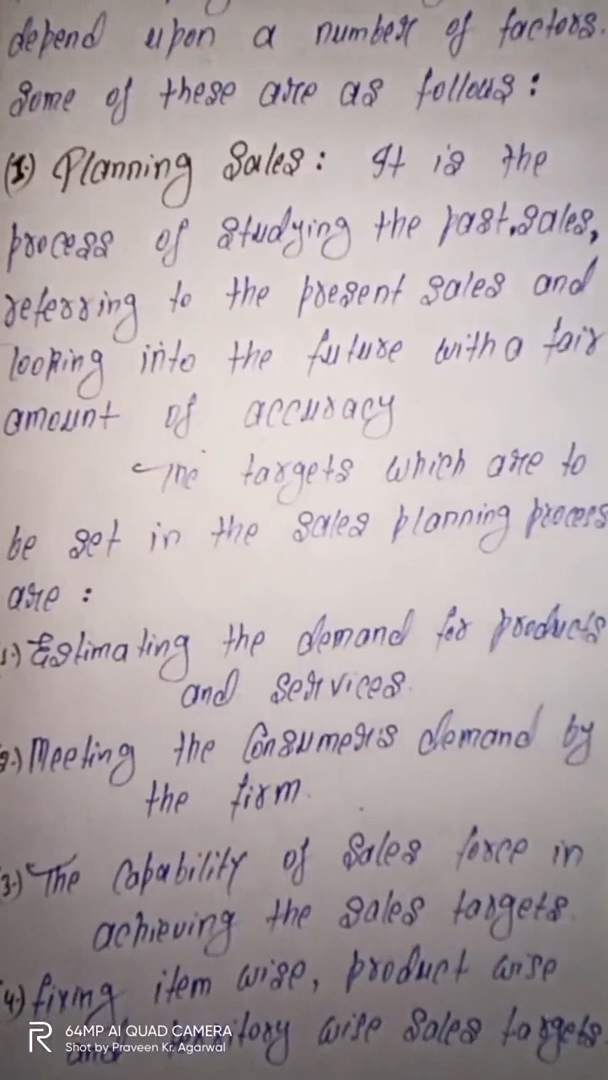 depend upon a number of factors.
Some of these are as follows :
(1.) Planning Sales : It is the
process of studying the past, sales,
referring to the present sales and
looking into the future with a fair
amount of accuracy
The targets which are to
be set in the sales planning process
are :
1.) Estimating the demand for products
and services.
2.) Meeting the Consumers demand by
the firm.
3.) The Capability of Sales force in
achieving the sales targets.
4.) fixing item wise, product wise
and territory wise sales targets
64MP AI QUAD CAMERA
Shot by Praveen Kr. Agarwal